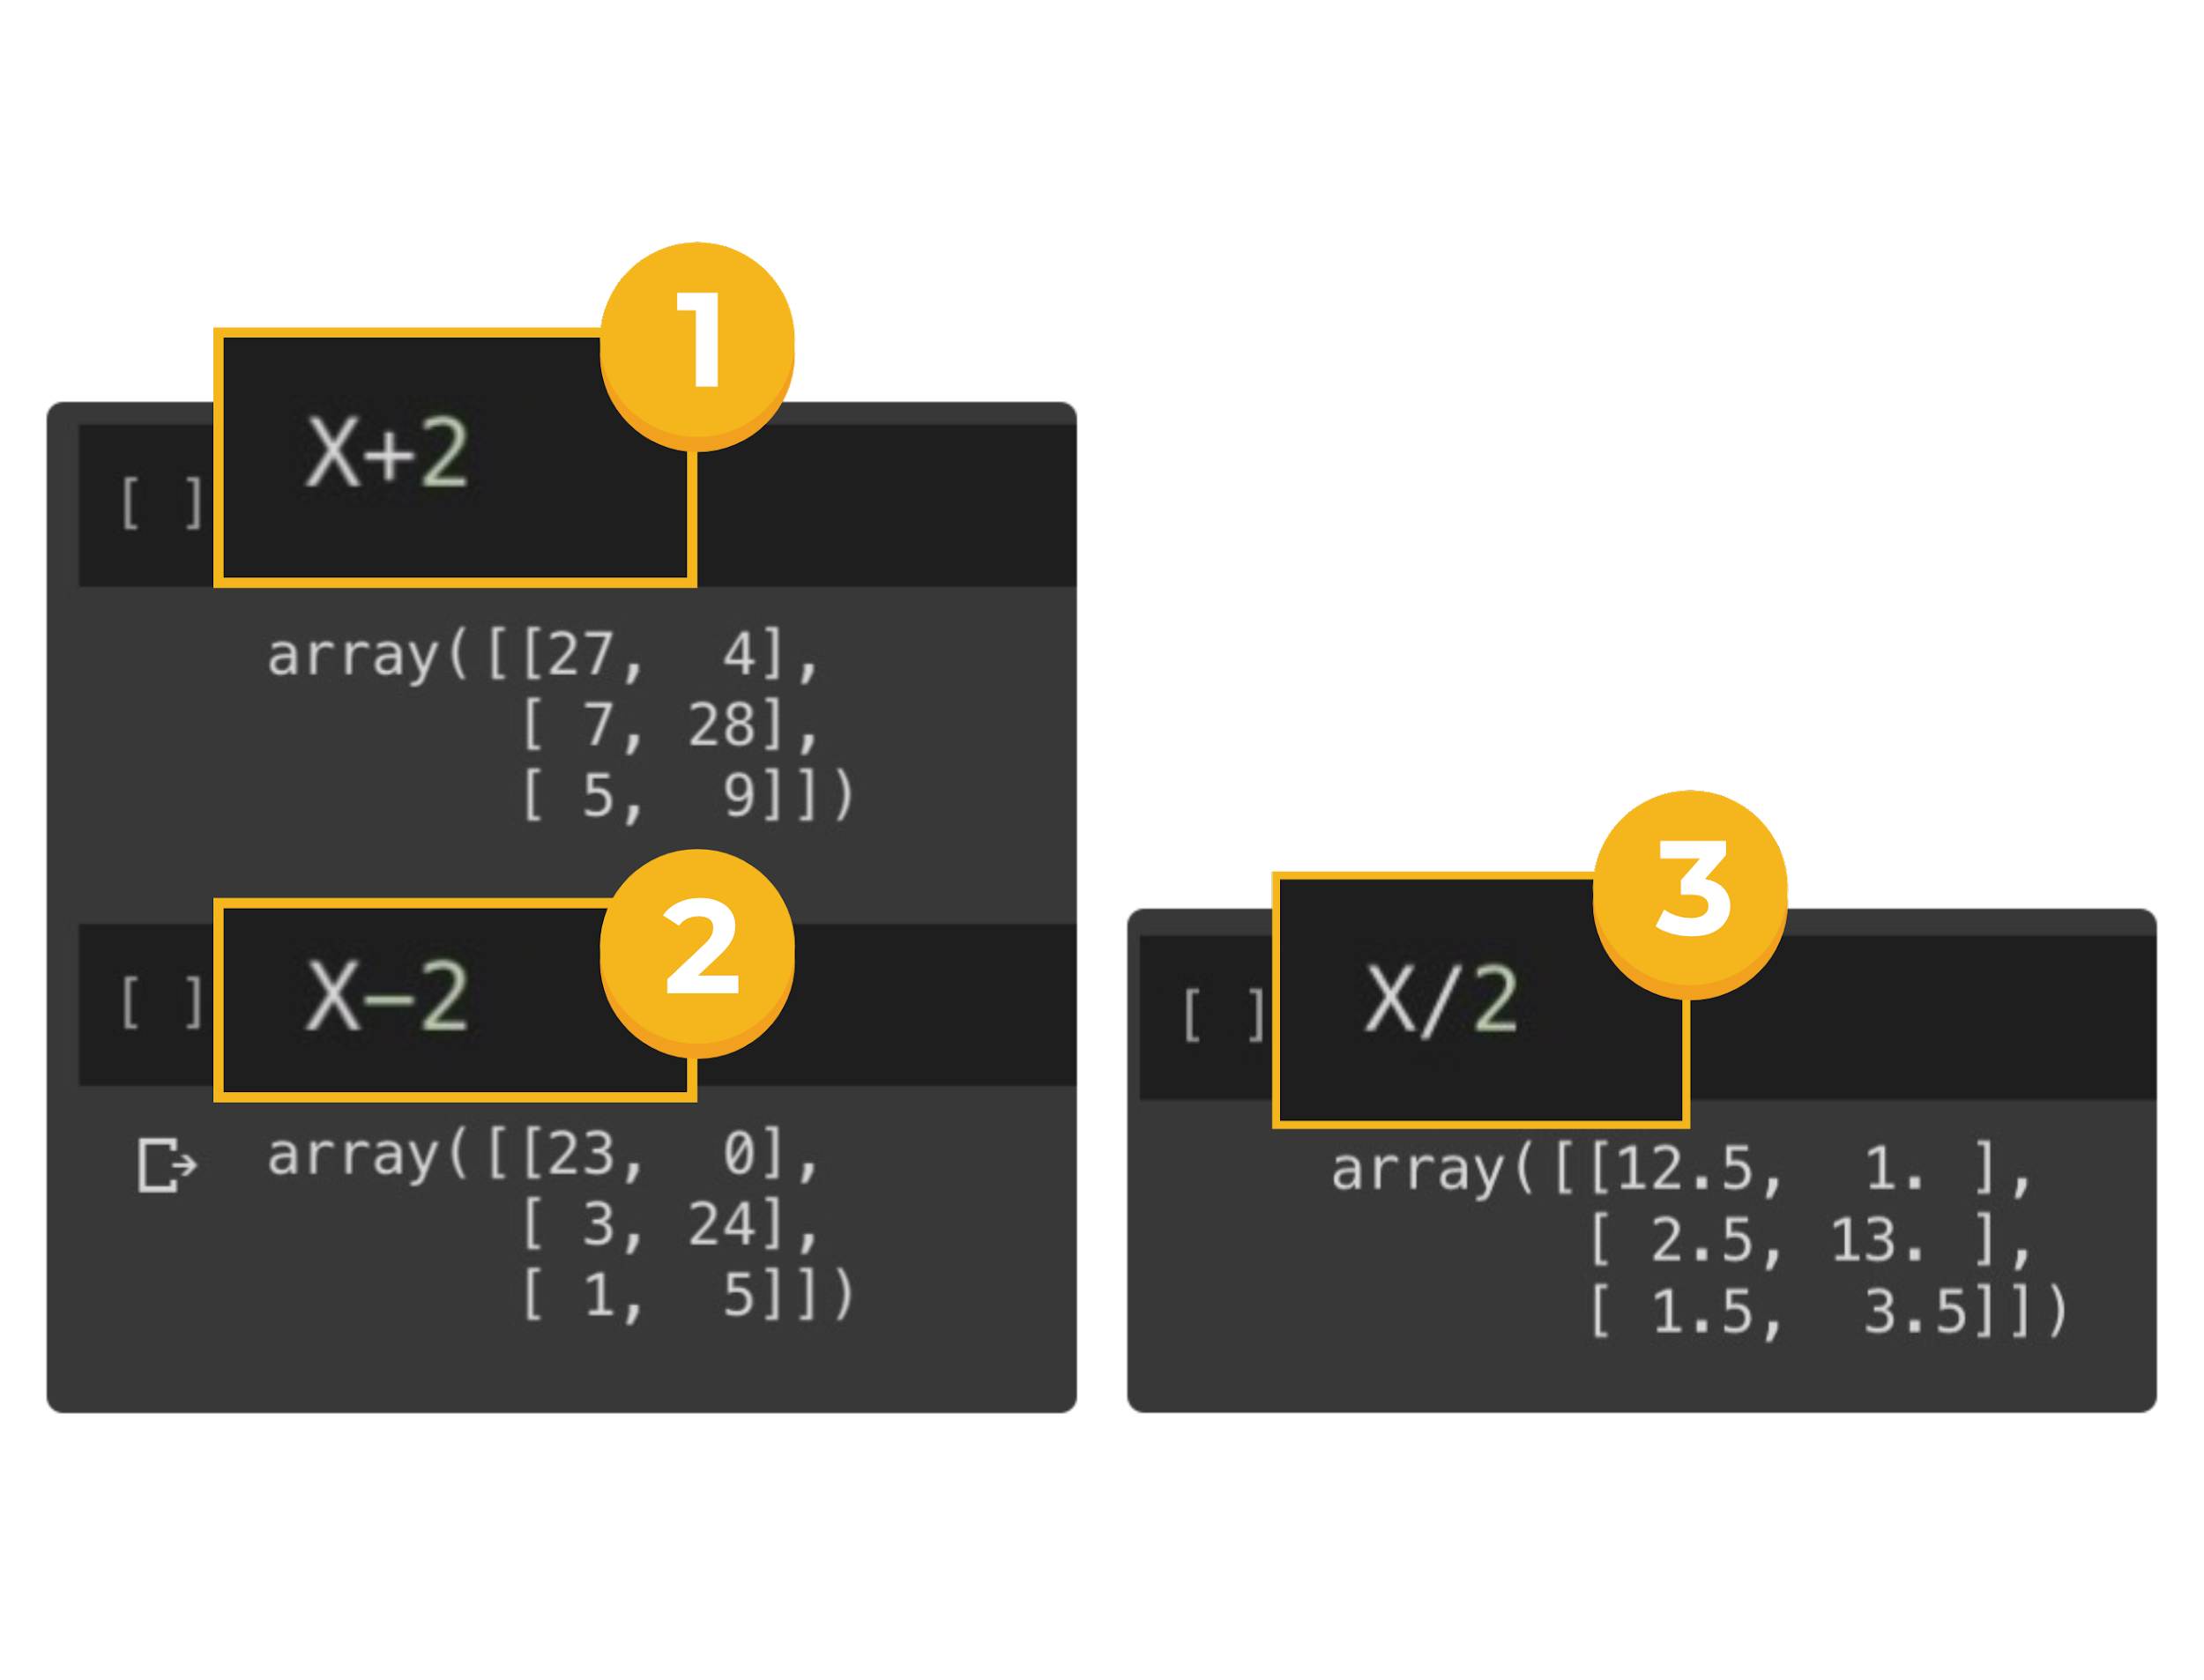 1
[ ] X+2
array([[27,  4],
[ 7, 28],
[ 5,  9]])
2
[ ] X-2
array([[23,  0],
[ 3, 24],
[ 1,  5]])
3
[ ] X/2
array([[12.5,  1. ],
[ 2.5, 13. ],
[ 1.5,  3.5]])